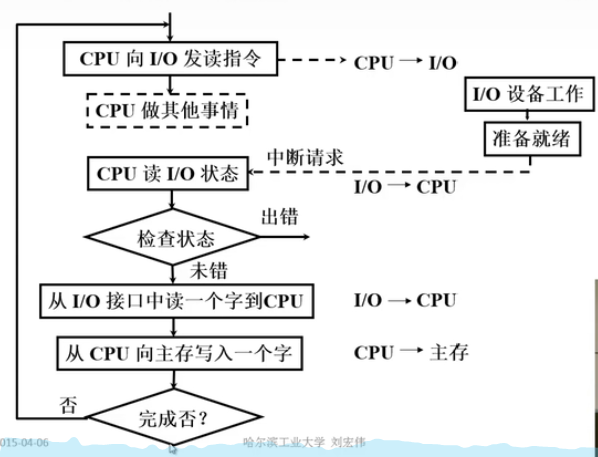 CPU 向 I/O 发读指令
CPU → I/O
CPU 做其他事情
I/O 设备工作
准备就绪
中断请求
CPU 读 I/O 状态
I/O → CPU
出错
检查状态
未错
从 I/O 接口中读一个字到CPU
I/O → CPU
从 CPU 向主存写入一个字
CPU → 主存
否
完成否?
015-04-06
哈尔滨工业大学 刘宏伟